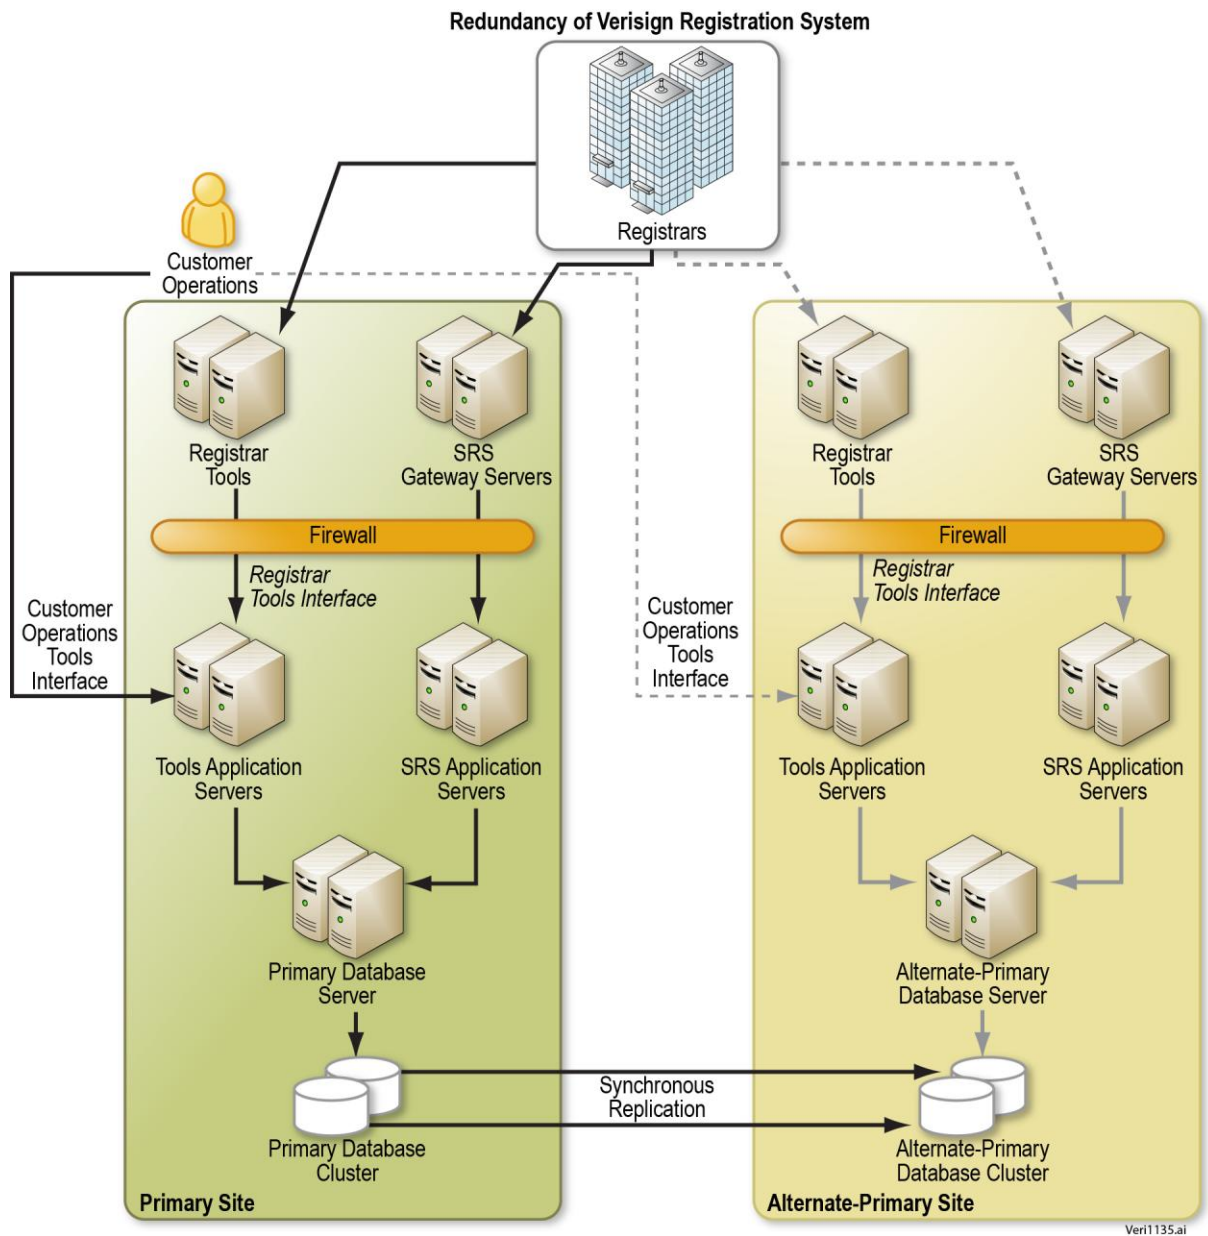 Redundancy of Verisign Registration System
Registrars
Customer
Operations
Registrar
Tools
SRS
Gateway Servers
Registrar
Tools
SRS
Gateway Servers
Firewall
Firewall
Registrar
Tools Interface
Registrar
Tools Interface
Customer
Operations
Tools
Interface
Customer
Operations
Tools
Interface
Tools Application
Servers
SRS Application
Servers
Tools Application
Servers
SRS Application
Servers
Primary Database
Server
Alternate-Primary
Database Server
Synchronous
Replication
Primary Database
Cluster
Alternate-Primary
Database Cluster
Primary Site
Alternate-Primary Site
Veri1135.ai